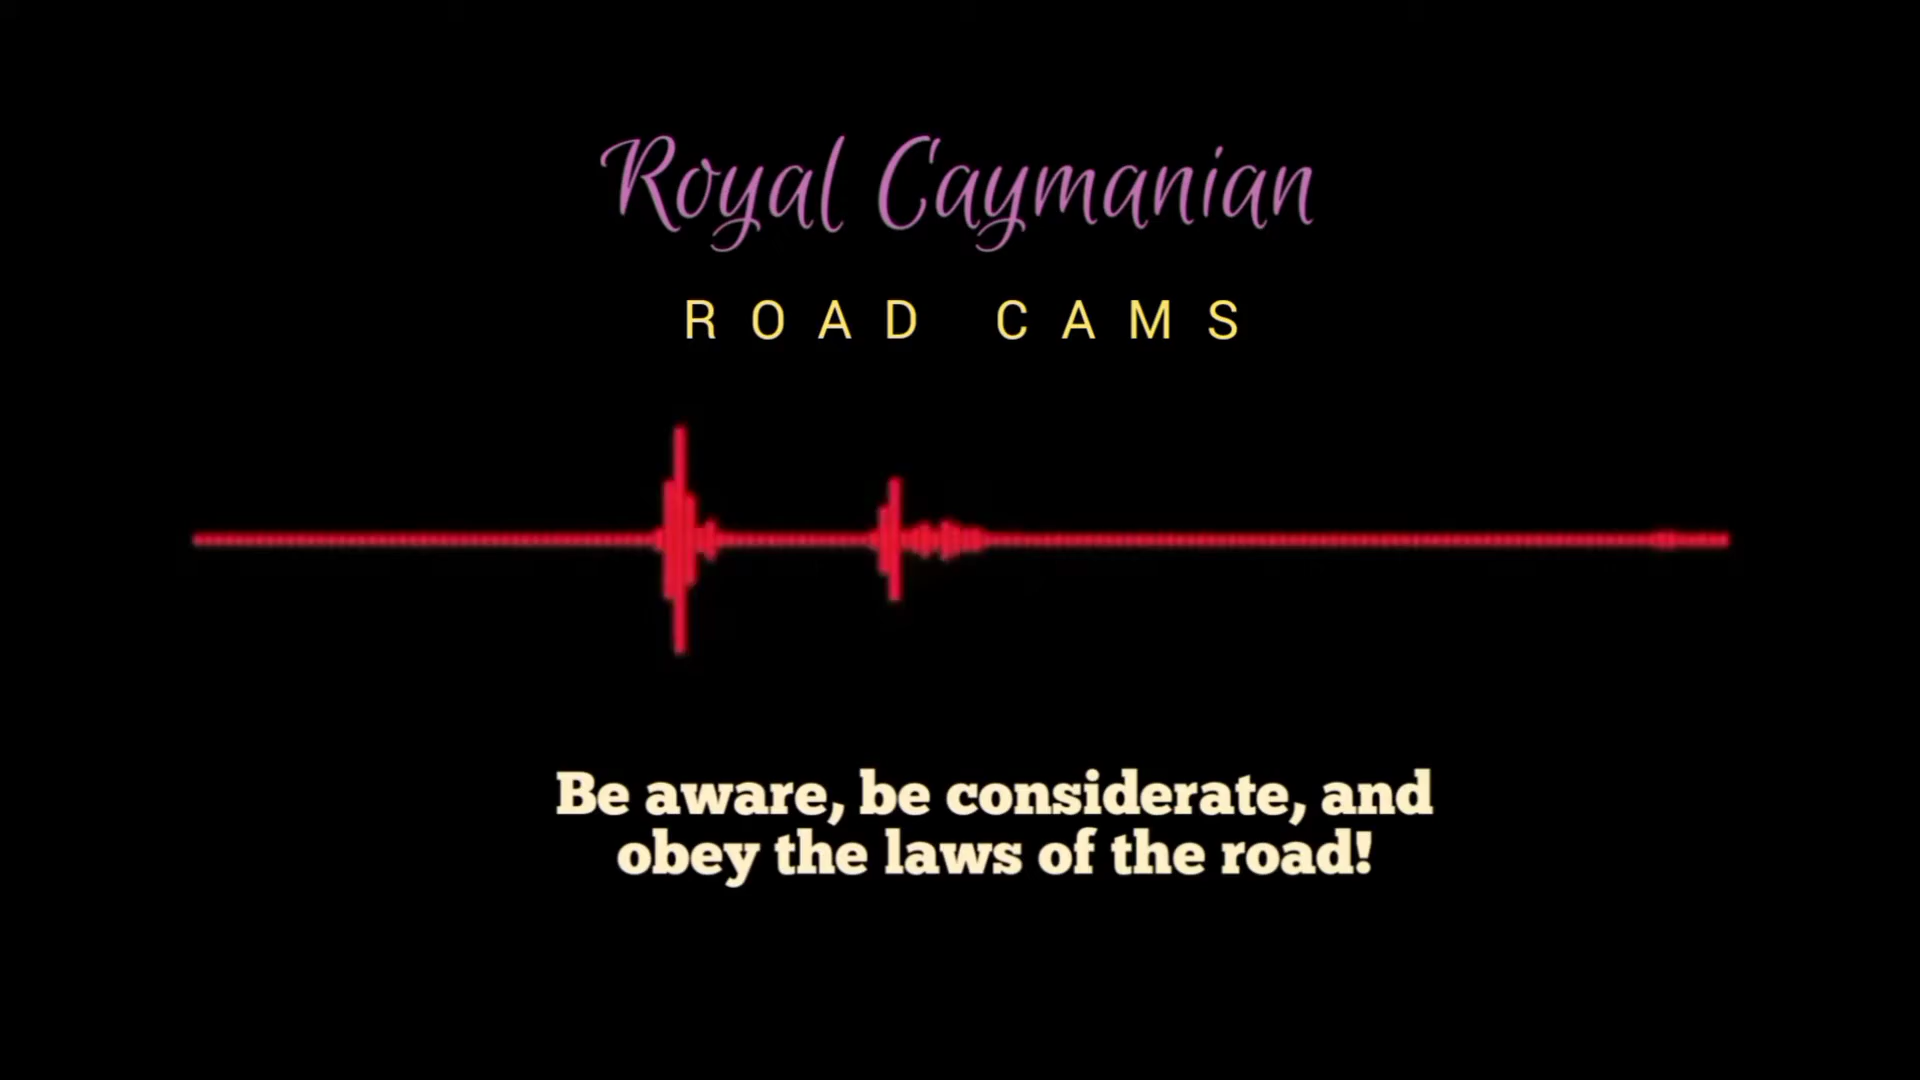 Royal Caymanian
ROAD CAMS
Be aware, be considerate, and
obey the laws of the road!